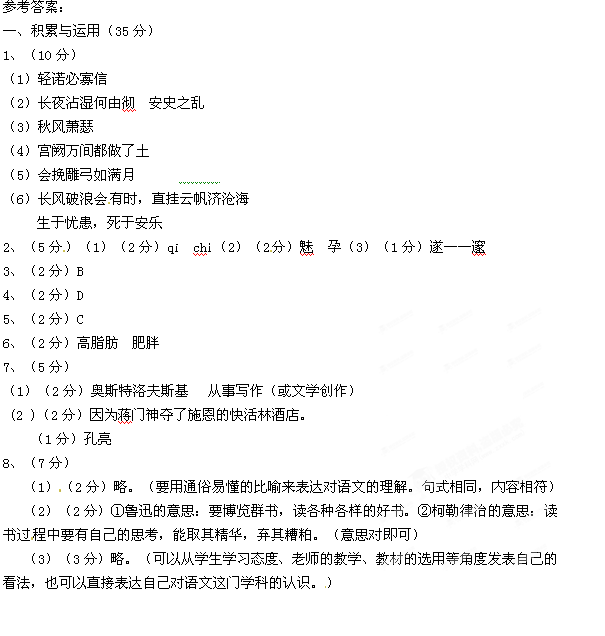 参考答案:
一、积累与运用（35分）
1、（10分）
（1）轻诺必寡信
（2）长夜沾湿何由彻 安史之乱
（3）秋风萧瑟
（4）宫阙万间都做了土
（5）会挽雕弓如满月
（6）长风破浪会有时，直挂云帆济沧海
生于忧患，死于安乐
2、（5分）（1）（2分）qi chi（2）（2分）魅 孕（3）（1分）遂——邃
3、（2分）B
4、（2分）D
5、（2分）C
6、（2分）高脂肪 肥胖
7、（5分）
（1）（2分）奥斯特洛夫斯基 从事写作（或文学创作）
（2 ）（2分）因为蒋门神夺了施恩的快活林酒店。
（1分）孔亮
8、（7分）
（1）（2分）略。（要用通俗易懂的比喻来表达对语文的理解。句式相同，内容相符）
（2）（2分）①鲁迅的意思：要博览群书，读各种各样的好书。②柯勒律治的意思：读
书过程中要有自己的思考，能取其精华，弃其糟粕。（意思对即可）
（3）（3分）略。（可以从学生学习态度、老师的教学、教材的选用等角度发表自己的
看法，也可以直接表达自己对语文这门学科的认识。）